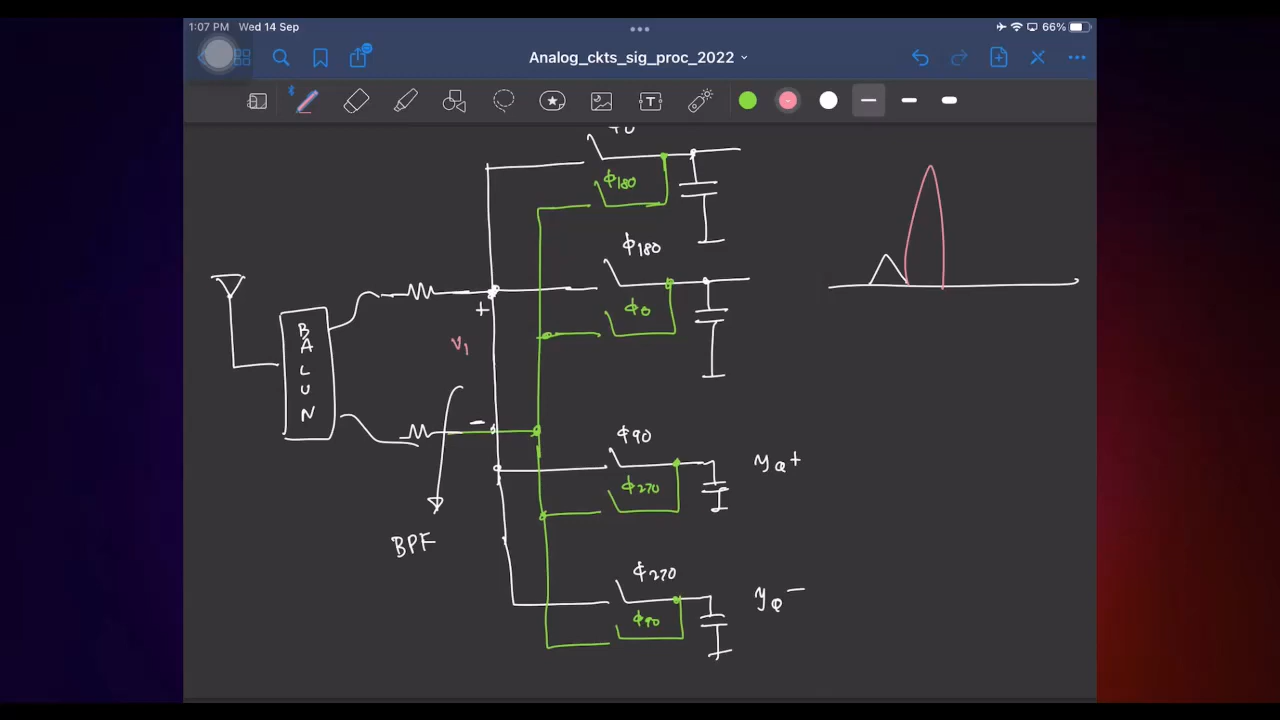 1:07 PM Wed 14 Sep
66%
Analog_ckts_sig_proc_2022
T
Φ180
Φ180
Φ0
+
V1
BALUN
-
Φ90
yQ+
Φ270
BPF
Φ270
yQ-
Φ90